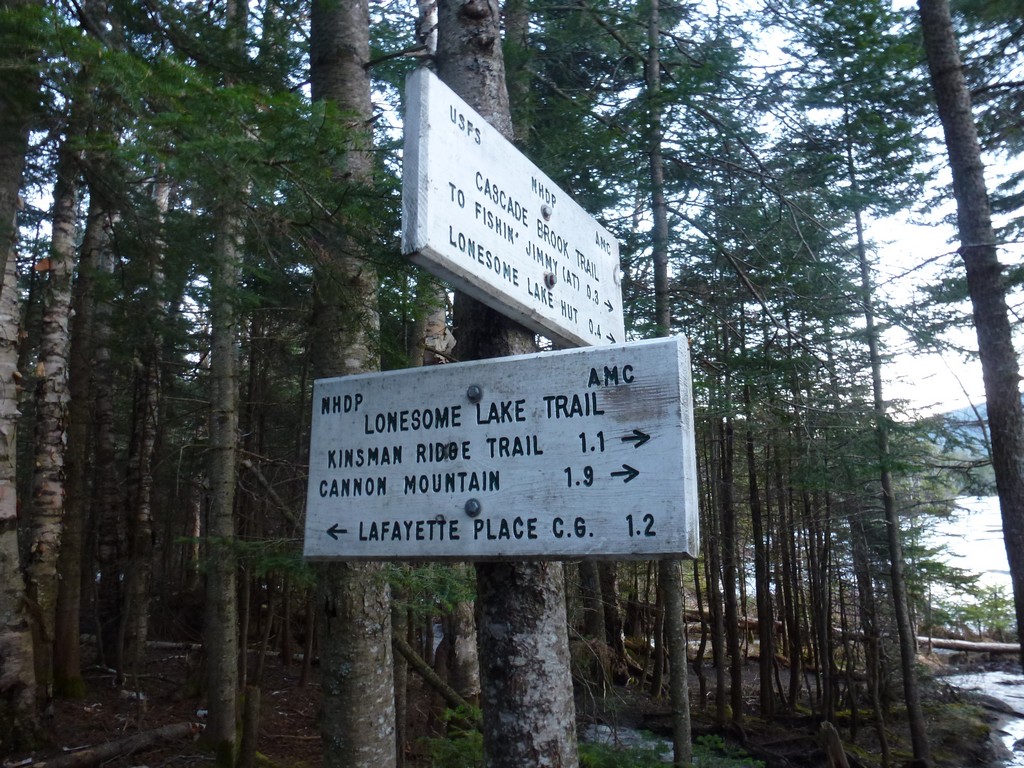 USFS NHDP AMC
CASCADE BROOK TRAIL
TO FISHIN' JIMMY (AT) 0.3 →
LONESOME LAKE HUT 0.4 →
NHDP AMC
LONESOME LAKE TRAIL
KINSMAN RIDGE TRAIL 1.1 →
CANNON MOUNTAIN 1.9 →
← LAFAYETTE PLACE C.G. 1.2